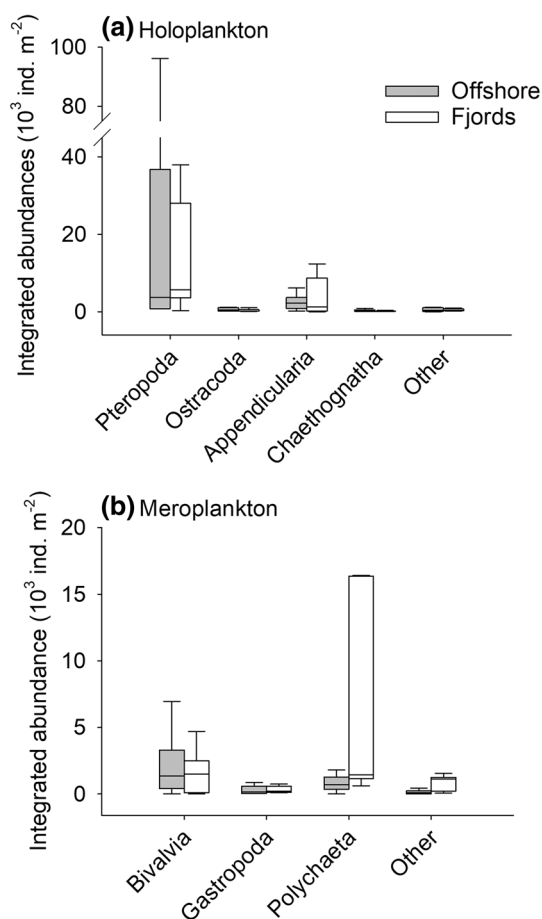 (a) Holoplankton
Integrated abundances (10³ ind. m⁻²)
100
80
40
20
0
Offshore
Fjords
Pteropoda
Ostracoda
Appendicularia
Chaethognatha
Other
(b) Meroplankton
Integrated abundance (10³ ind. m⁻²)
20
15
10
5
0
Bivalvia
Gastropoda
Polychaeta
Other